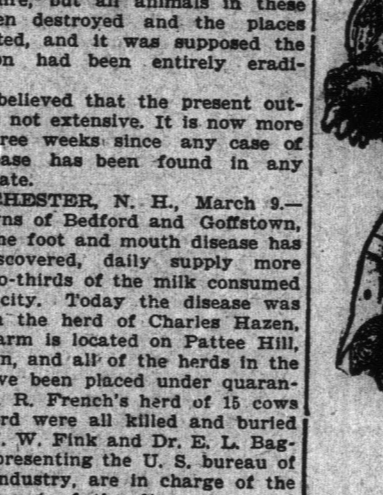 but all animals in these
en destroyed and the places
ted, and it was supposed the
on had been entirely eradi-
believed that the present out-
not extensive. It is now more
ree weeks since any case of
ase has been found in any
ate.
HESTER, N. H., March 9.—
ns of Bedford and Goffstown,
he foot and mouth disease has
scovered, daily supply more
o-thirds of the milk consumed
city. Today the disease was
the herd of Charles Hazen,
arm is located on Pattee Hill,
n, and all of the herds in the
ve been placed under quaran-
R. French's herd of 15 cows
rd were all killed and buried
. W. Fink and Dr. E. L. Bag-
presenting the U. S. bureau of
industry, are in charge of the